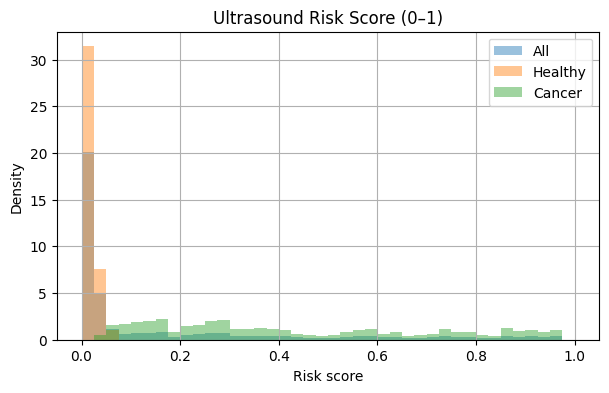 Ultrasound Risk Score (0–1)
All
Healthy
Cancer
30
25
20
15
10
5
0
Density
0.0 0.2 0.4 0.6 0.8 1.0
Risk score